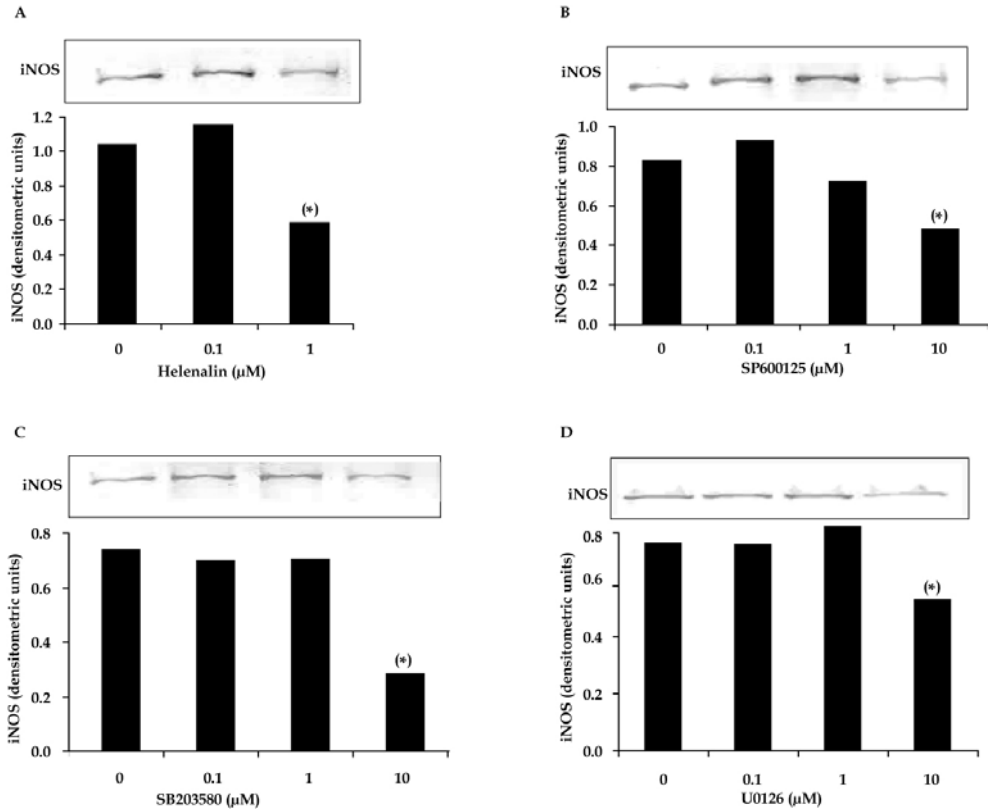 A
iNOS
iNOS (densitometric units)
1.2
1.0
0.8
0.6
0.4
0.2
0.0
(*)
0 0.1 1
Helenalin (µM)
B
iNOS
iNOS (densitometric units)
1.0
0.8
0.6
0.4
0.2
0.0
(*)
0 0.1 1 10
SP600125 (µM)
C
iNOS
iNOS (densitometric units)
0.8
0.6
0.4
0.2
0.0
(*)
0 0.1 1 10
SB203580 (µM)
D
iNOS
iNOS (densitometric units)
0.8
0.6
0.4
0.2
0.0
(*)
0 0.1 1 10
U0126 (µM)